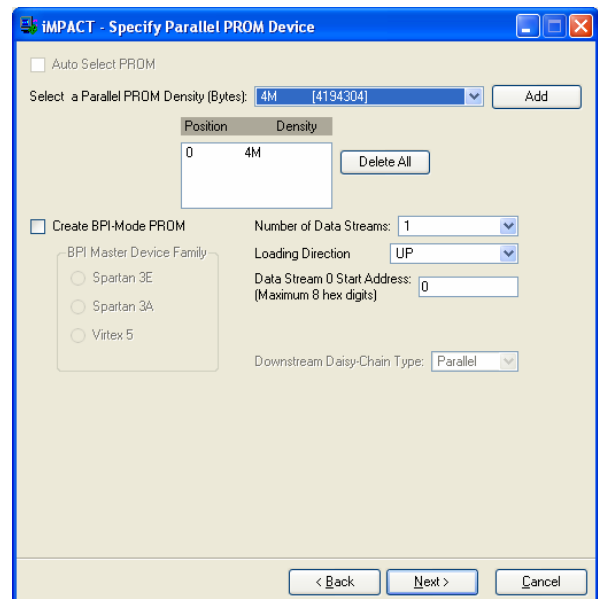 iMPACT - Specify Parallel PROM Device
Auto Select PROM
Select a Parallel PROM Density (Bytes): 4M [4194304] Add
Position Density
0 4M
Delete All
Create BPI-Mode PROM
Number of Data Streams: 1
BPI Master Device Family
Loading Direction UP
Spartan 3E
Data Stream 0 Start Address:
(Maximum 8 hex digits) 0
Spartan 3A
Virtex 5
Downstream Daisy-Chain Type: Parallel
< Back Next > Cancel